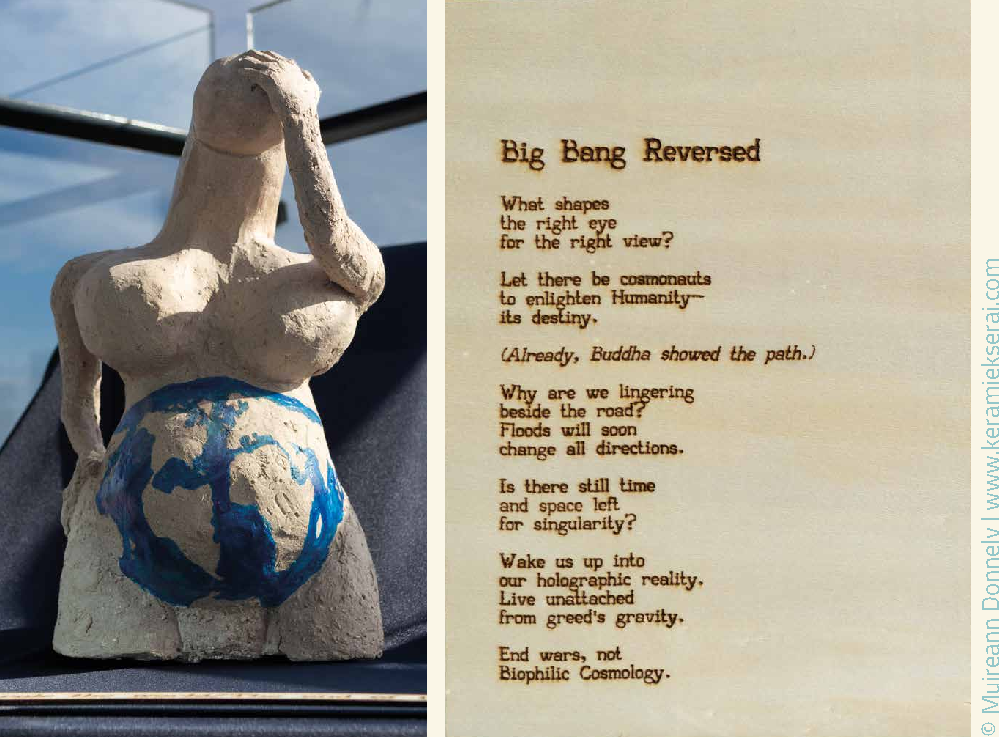 Big Bang Reversed
What shapes
the right eye
for the right view?
Let there be cosmonauts
to enlighten Humanity—
its destiny.
(Already, Buddha showed the path.)
Why are we lingering
beside the road?
Floods will soon
change all directions.
Is there still time
and space left
for singularity?
Wake us up into
our holographic reality.
Live unattached
from greed's gravity.
End wars, not
Biophilic Cosmology.
© Muireann Donnely | www.keramiekserai.com